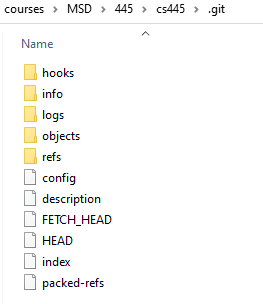 courses > MSD > 445 > cs445 > .git
Name
hooks
info
logs
objects
refs
config
description
FETCH_HEAD
HEAD
index
packed-refs